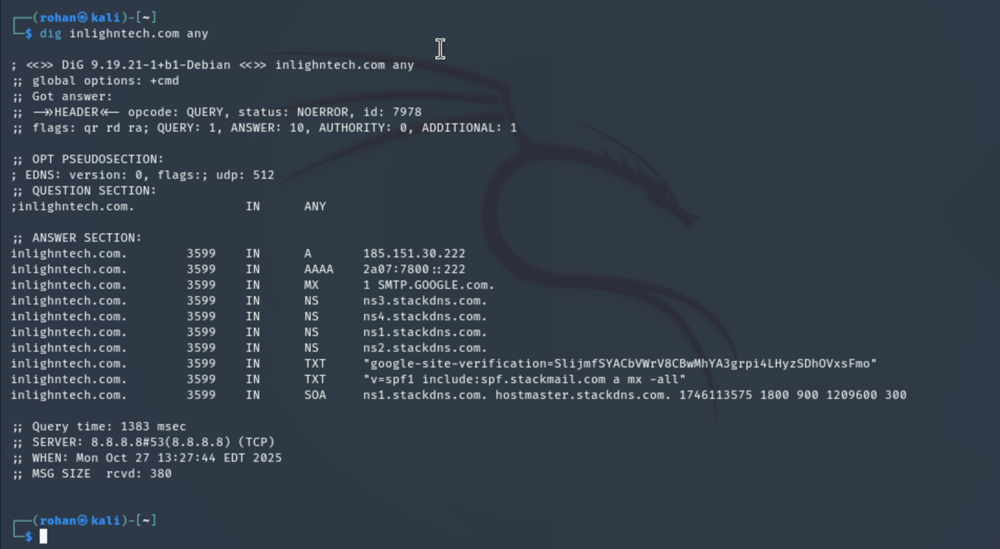 ┌──(rohan㉿kali)-[~]
└─$ dig inlighntech.com any
; <<>> DiG 9.19.21-1+b1-Debian <<>> inlighntech.com any
;; global options: +cmd
;; Got answer:
;; ->>HEADER<<- opcode: QUERY, status: NOERROR, id: 7978
;; flags: qr rd ra; QUERY: 1, ANSWER: 10, AUTHORITY: 0, ADDITIONAL: 1
;; OPT PSEUDOSECTION:
; EDNS: version: 0, flags:; udp: 512
;; QUESTION SECTION:
;inlighntech.com. IN ANY
;; ANSWER SECTION:
inlighntech.com. 3599 IN A 185.151.30.222
inlighntech.com. 3599 IN AAAA 2a07:7800::222
inlighntech.com. 3599 IN MX 1 SMTP.GOOGLE.com.
inlighntech.com. 3599 IN NS ns3.stackdns.com.
inlighntech.com. 3599 IN NS ns4.stackdns.com.
inlighntech.com. 3599 IN NS ns1.stackdns.com.
inlighntech.com. 3599 IN NS ns2.stackdns.com.
inlighntech.com. 3599 IN TXT "google-site-verification=SlijmfSYACbVWrV8CBwMhYA3grpi4LHyzSDhOVxsFmo"
inlighntech.com. 3599 IN TXT "v=spf1 include:spf.stackmail.com a mx -all"
inlighntech.com. 3599 IN SOA ns1.stackdns.com. hostmaster.stackdns.com. 1746113575 1800 900 1209600 300
;; Query time: 1383 msec
;; SERVER: 8.8.8.8#53(8.8.8.8) (TCP)
;; WHEN: Mon Oct 27 13:27:44 EDT 2025
;; MSG SIZE rcvd: 380
┌──(rohan㉿kali)-[~]
└─$